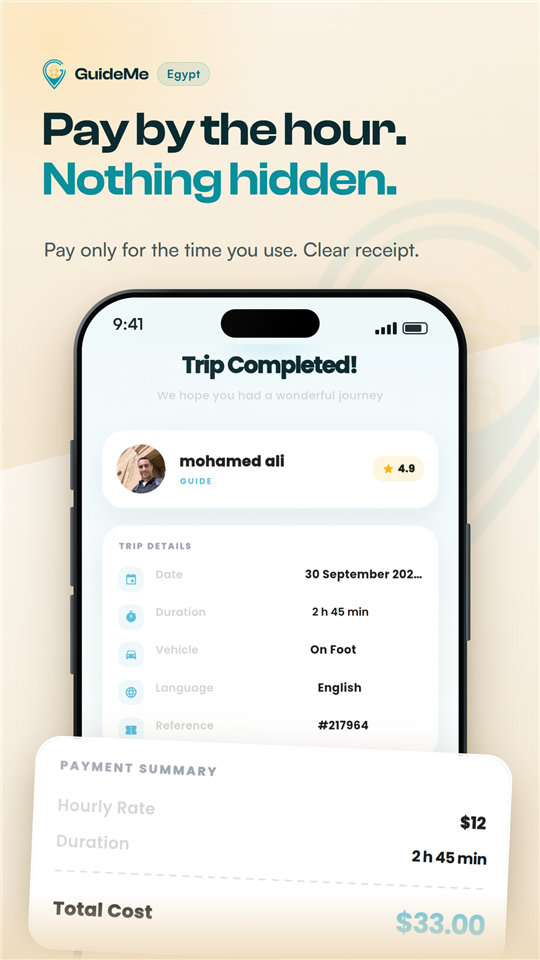 GuideMe Egypt
Pay by the hour.
Nothing hidden.
Pay only for the time you use. Clear receipt.
9:41
Trip Completed!
We hope you had a wonderful journey
mohamed ali
GUIDE
4.9
TRIP DETAILS
Date 30 September 202...
Duration 2 h 45 min
Vehicle On Foot
Language English
Reference #217964
PAYMENT SUMMARY
Hourly Rate $12
Duration 2 h 45 min
Total Cost $33.00